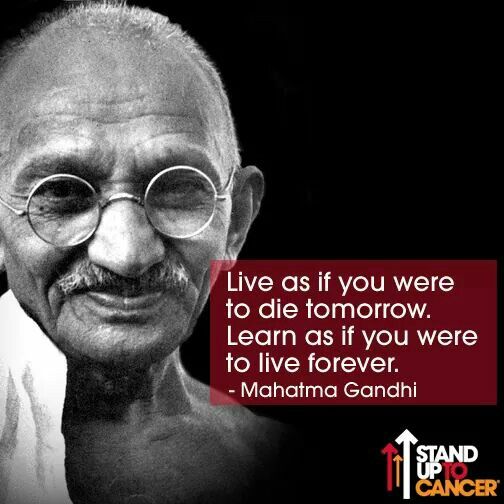 Live as if you were
to die tomorrow.
Learn as if you were
to live forever.
- Mahatma Gandhi
STAND
UP TO
CANCER